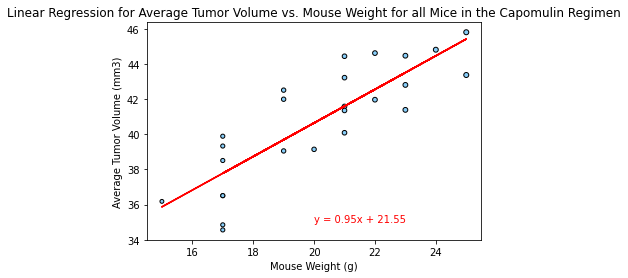 Linear Regression for Average Tumor Volume vs. Mouse Weight for all Mice in the Capomulin Regimen
Average Tumor Volume (mm3)
46
44
42
40
38
36
34
y = 0.95x + 21.55
16 18 20 22 24
Mouse Weight (g)